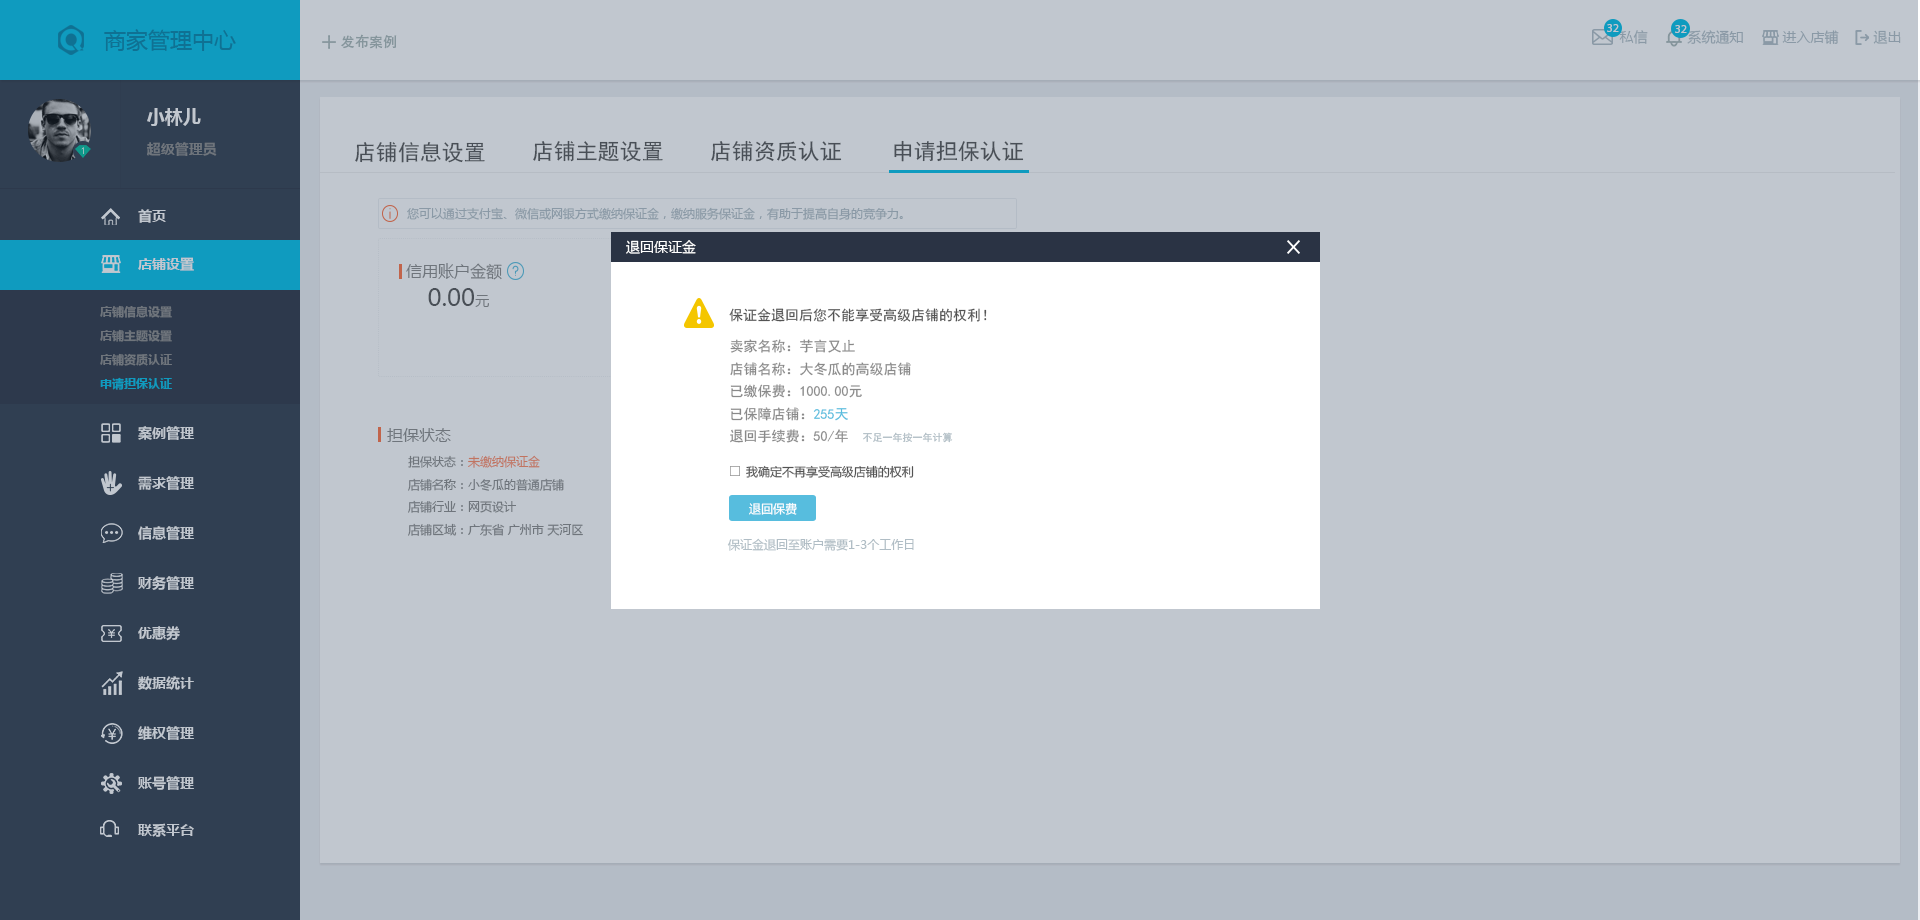 商家管理中心
发布案例
32
私信
32
系统通知
进入店铺
退出
小林儿
超级管理员
1
首页
店铺设置
店铺信息设置
店铺主题设置
店铺资质认证
申请担保认证
案例管理
需求管理
信息管理
财务管理
优惠券
数据统计
维权管理
账号管理
联系平台
店铺信息设置 店铺主题设置 店铺资质认证 申请担保认证
您可以通过支付宝、微信或网银方式缴纳保证金，缴纳服务保证金，有助于提高自身的竞争力。
信用账户金额
0.00元
担保状态
担保状态：未缴纳保证金
店铺名称：小冬瓜的普通店铺
店铺行业：网页设计
店铺区域：广东省 广州市 天河区
退回保证金
保证金退回后您不能享受高级店铺的权利！
卖家名称：芋言又止
店铺名称：大冬瓜的高级店铺
已缴保费：1000.00元
已保障店铺：255天
退回手续费：50/年 不足一年按一年计算
我确定不再享受高级店铺的权利
退回保费
保证金退回至账户需要1-3个工作日